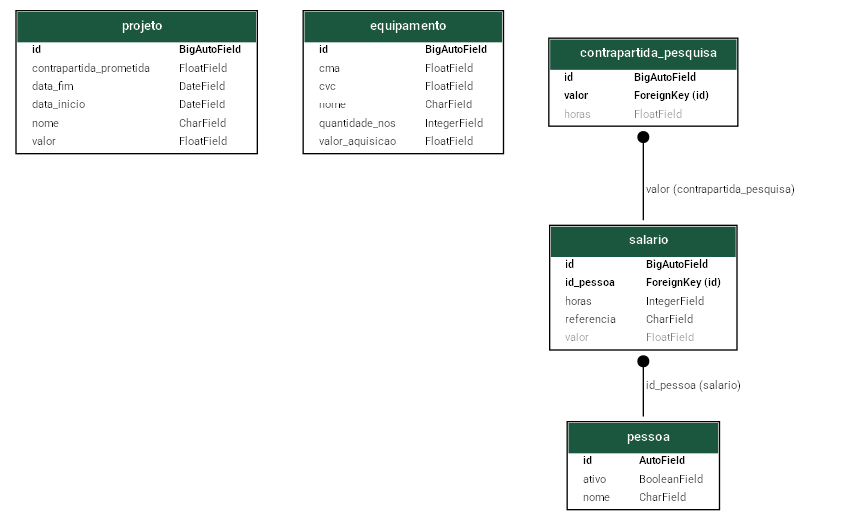 projeto
id BigAutoField
contrapartida_prometida FloatField
data_fim DateField
data_inicio DateField
nome CharField
valor FloatField
equipamento
id BigAutoField
cma FloatField
cvc FloatField
nome CharField
quantidade_nos IntegerField
valor_aquisicao FloatField
contrapartida_pesquisa
id BigAutoField
valor ForeignKey (id)
horas FloatField
valor (contrapartida_pesquisa)
salario
id BigAutoField
id_pessoa ForeignKey (id)
horas IntegerField
referencia CharField
valor FloatField
id_pessoa (salario)
pessoa
id AutoField
ativo BooleanField
nome CharField